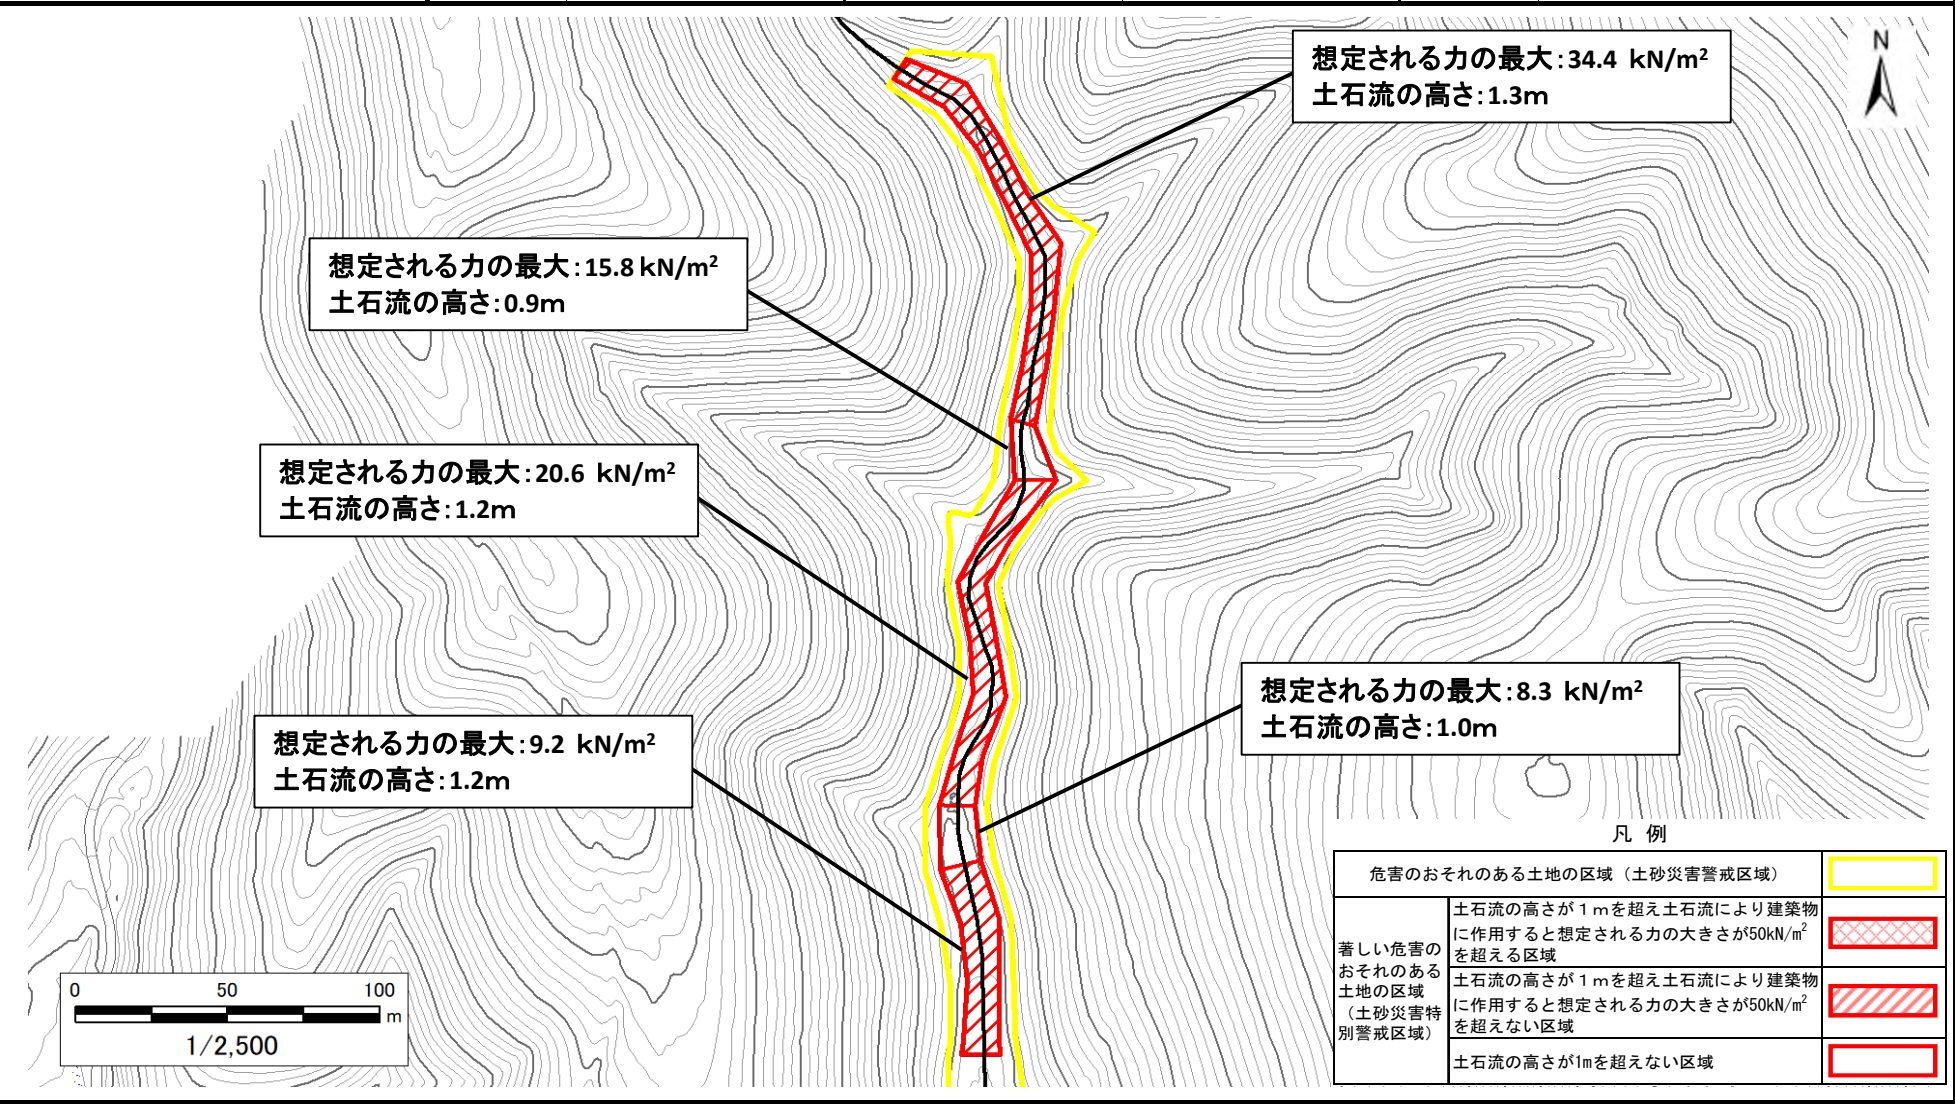 想定される力の最大:34.4 kN/m²
土石流の高さ:1.3m
N
想定される力の最大:15.8 kN/m²
土石流の高さ:0.9m
想定される力の最大:20.6 kN/m²
土石流の高さ:1.2m
想定される力の最大:8.3 kN/m²
土石流の高さ:1.0m
想定される力の最大:9.2 kN/m²
土石流の高さ:1.2m
凡 例
危害のおそれのある土地の区域（土砂災害警戒区域）
著しい危害の
おそれのある
土地の区域
（土砂災害特
別警戒区域）
土石流の高さが１ｍを超え土石流により建築物
に作用すると想定される力の大きさが50kN/㎡
を超える区域
土石流の高さが１ｍを超え土石流により建築物
に作用すると想定される力の大きさが50kN/㎡
を超えない区域
土石流の高さが1mを超えない区域
0 50 100
m
1/2,500